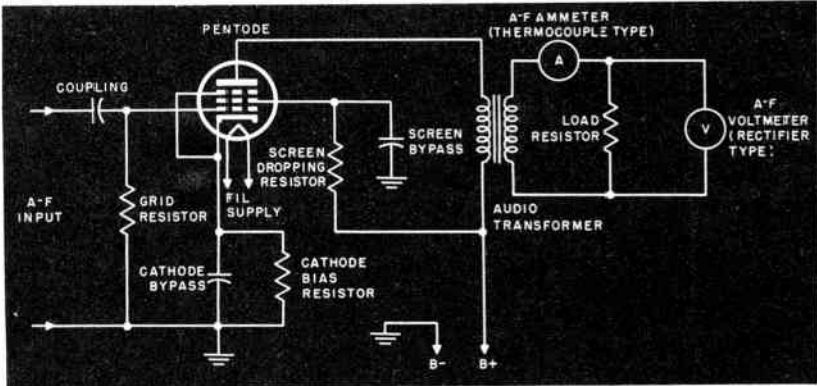 PENTODE
A-F AMMETER
(THERMOCOUPLE TYPE)
A
COUPLING
A-F
VOLTMETER
(RECTIFIER
TYPE)
V
LOAD
RESISTOR
SCREEN
BYPASS
SCREEN
DROPPING
RESISTOR
A-F
INPUT
GRID
RESISTOR
FIL
SUPPLY
AUDIO
TRANSFORMER
CATHODE
BYPASS
CATHODE
BIAS
RESISTOR
B-
B+